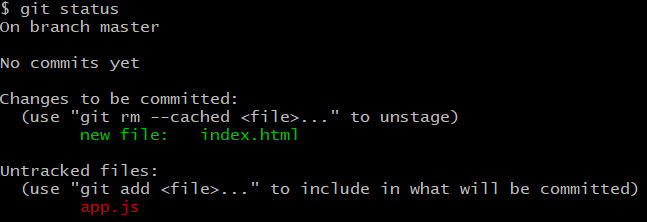 $ git status
On branch master
No commits yet
Changes to be committed:
(use "git rm --cached <file>..." to unstage)
new file: index.html
Untracked files:
(use "git add <file>..." to include in what will be committed)
app.js